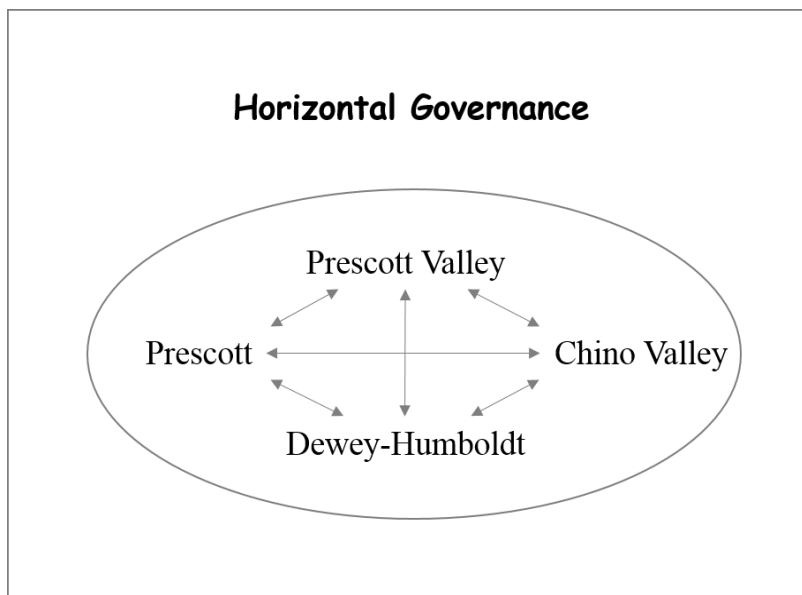 Horizontal Governance
Prescott Valley
Prescott
Chino Valley
Dewey-Humboldt